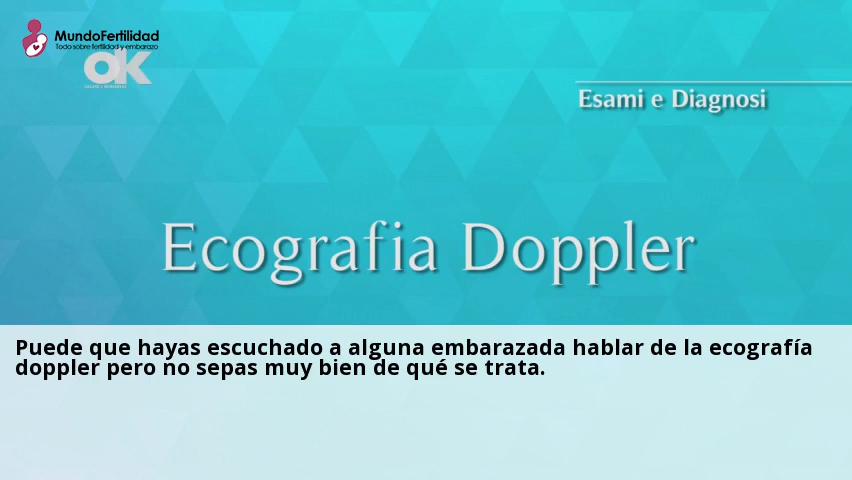 MundoFertilidad
Todo sobre fertilidad y embarazo
ok
Esami e Diagnosi
Ecografia Doppler
Puede que hayas escuchado a alguna embarazada hablar de la ecografía
doppler pero no sepas muy bien de qué se trata.